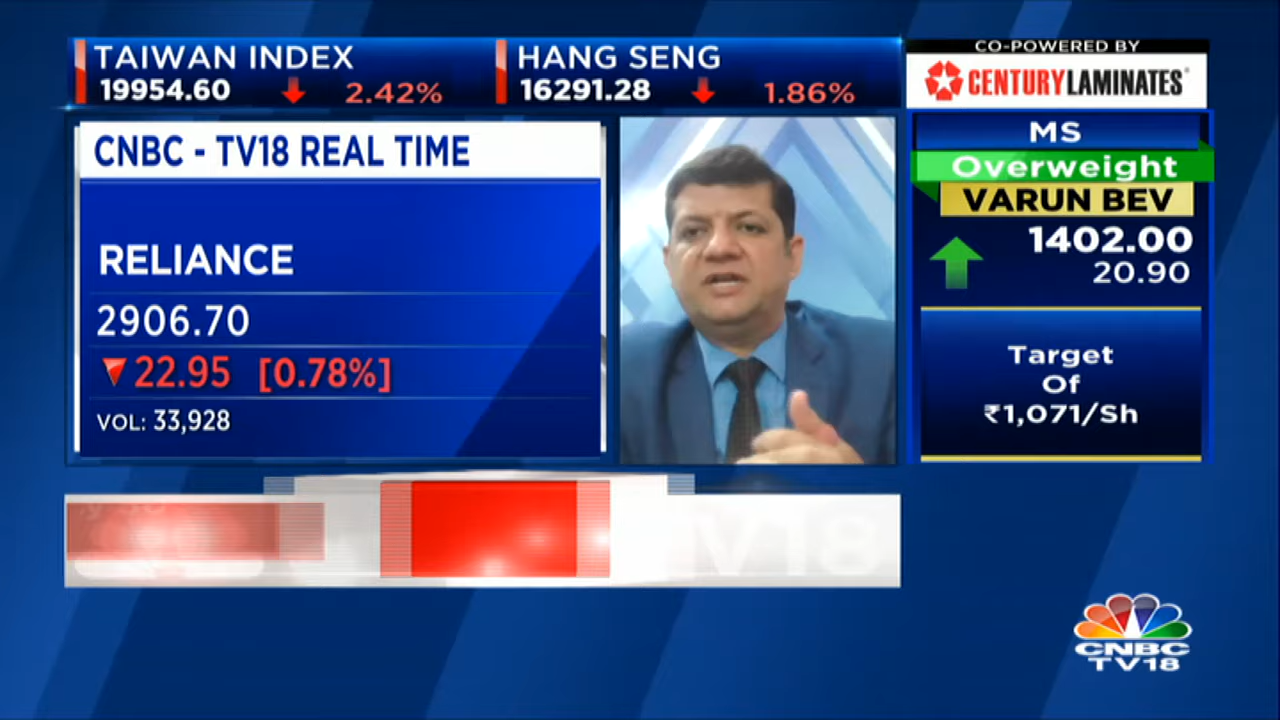 TAIWAN INDEX
19954.60 2.42%
HANG SENG
16291.28 1.86%
CO-POWERED BY
CENTURYLAMINATES®
CNBC - TV18 REAL TIME
RELIANCE
2906.70
22.95 [0.78%]
VOL: 33,928
MS
Overweight
VARUN BEV
1402.00
20.90
Target
Of
₹1,071/Sh
TV18
CNBC
TV18